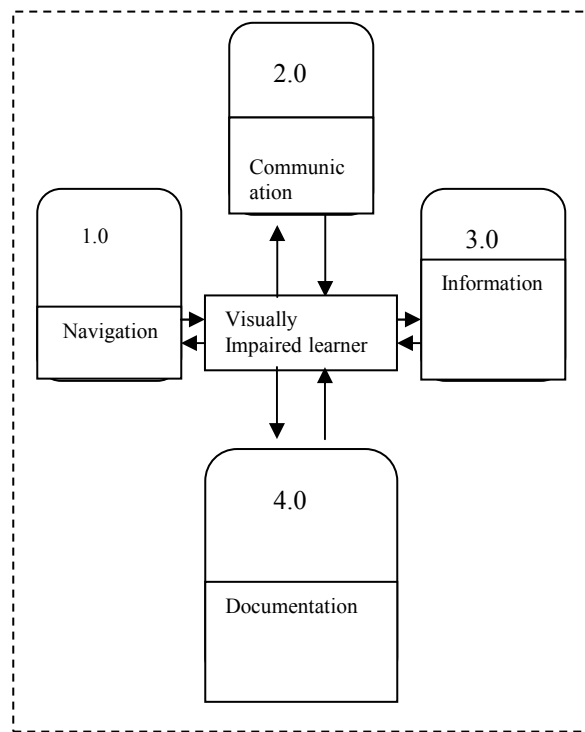 2.0
Communic
ation
1.0
Navigation
Visually
Impaired learner
3.0
Information
4.0
Documentation